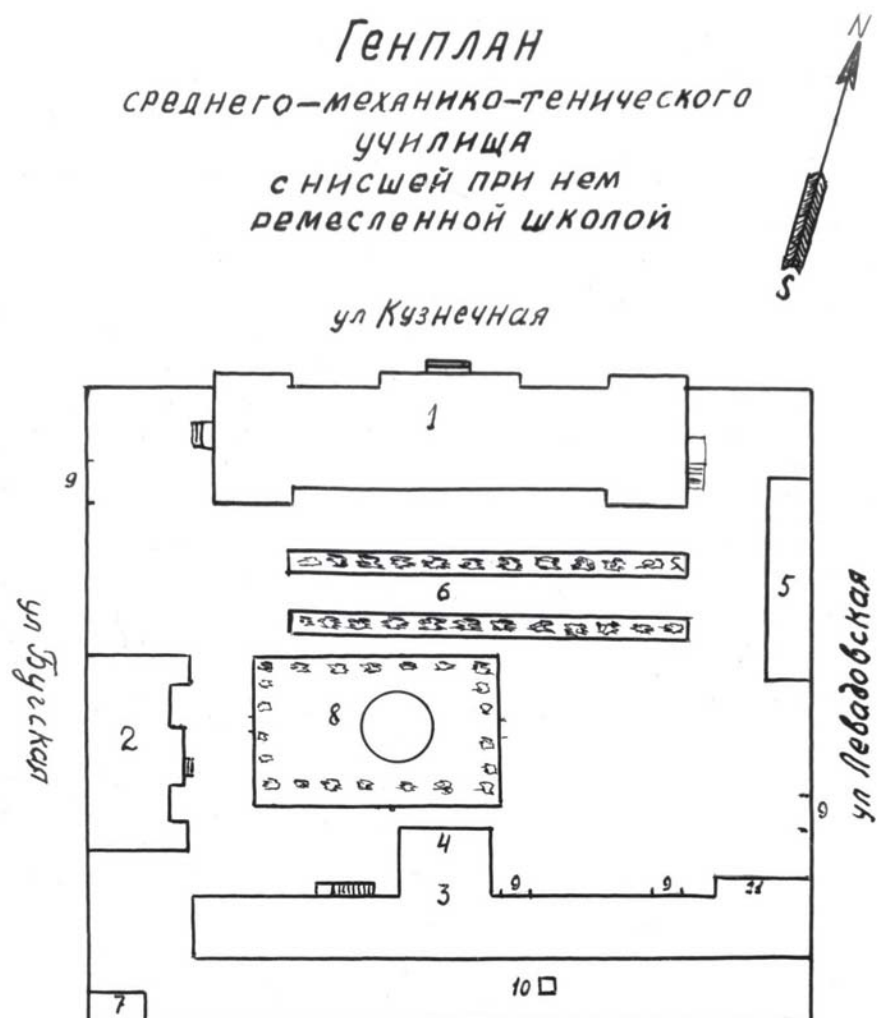 Генплан
среднего-механико-тенического
училища
с нисшей при нем
ремесленной школой
N
S
ул Кузнечная
1
9
5
6
ул Бугская
ул Левадовская
2
8
9
4
3
9
9
11
10
7